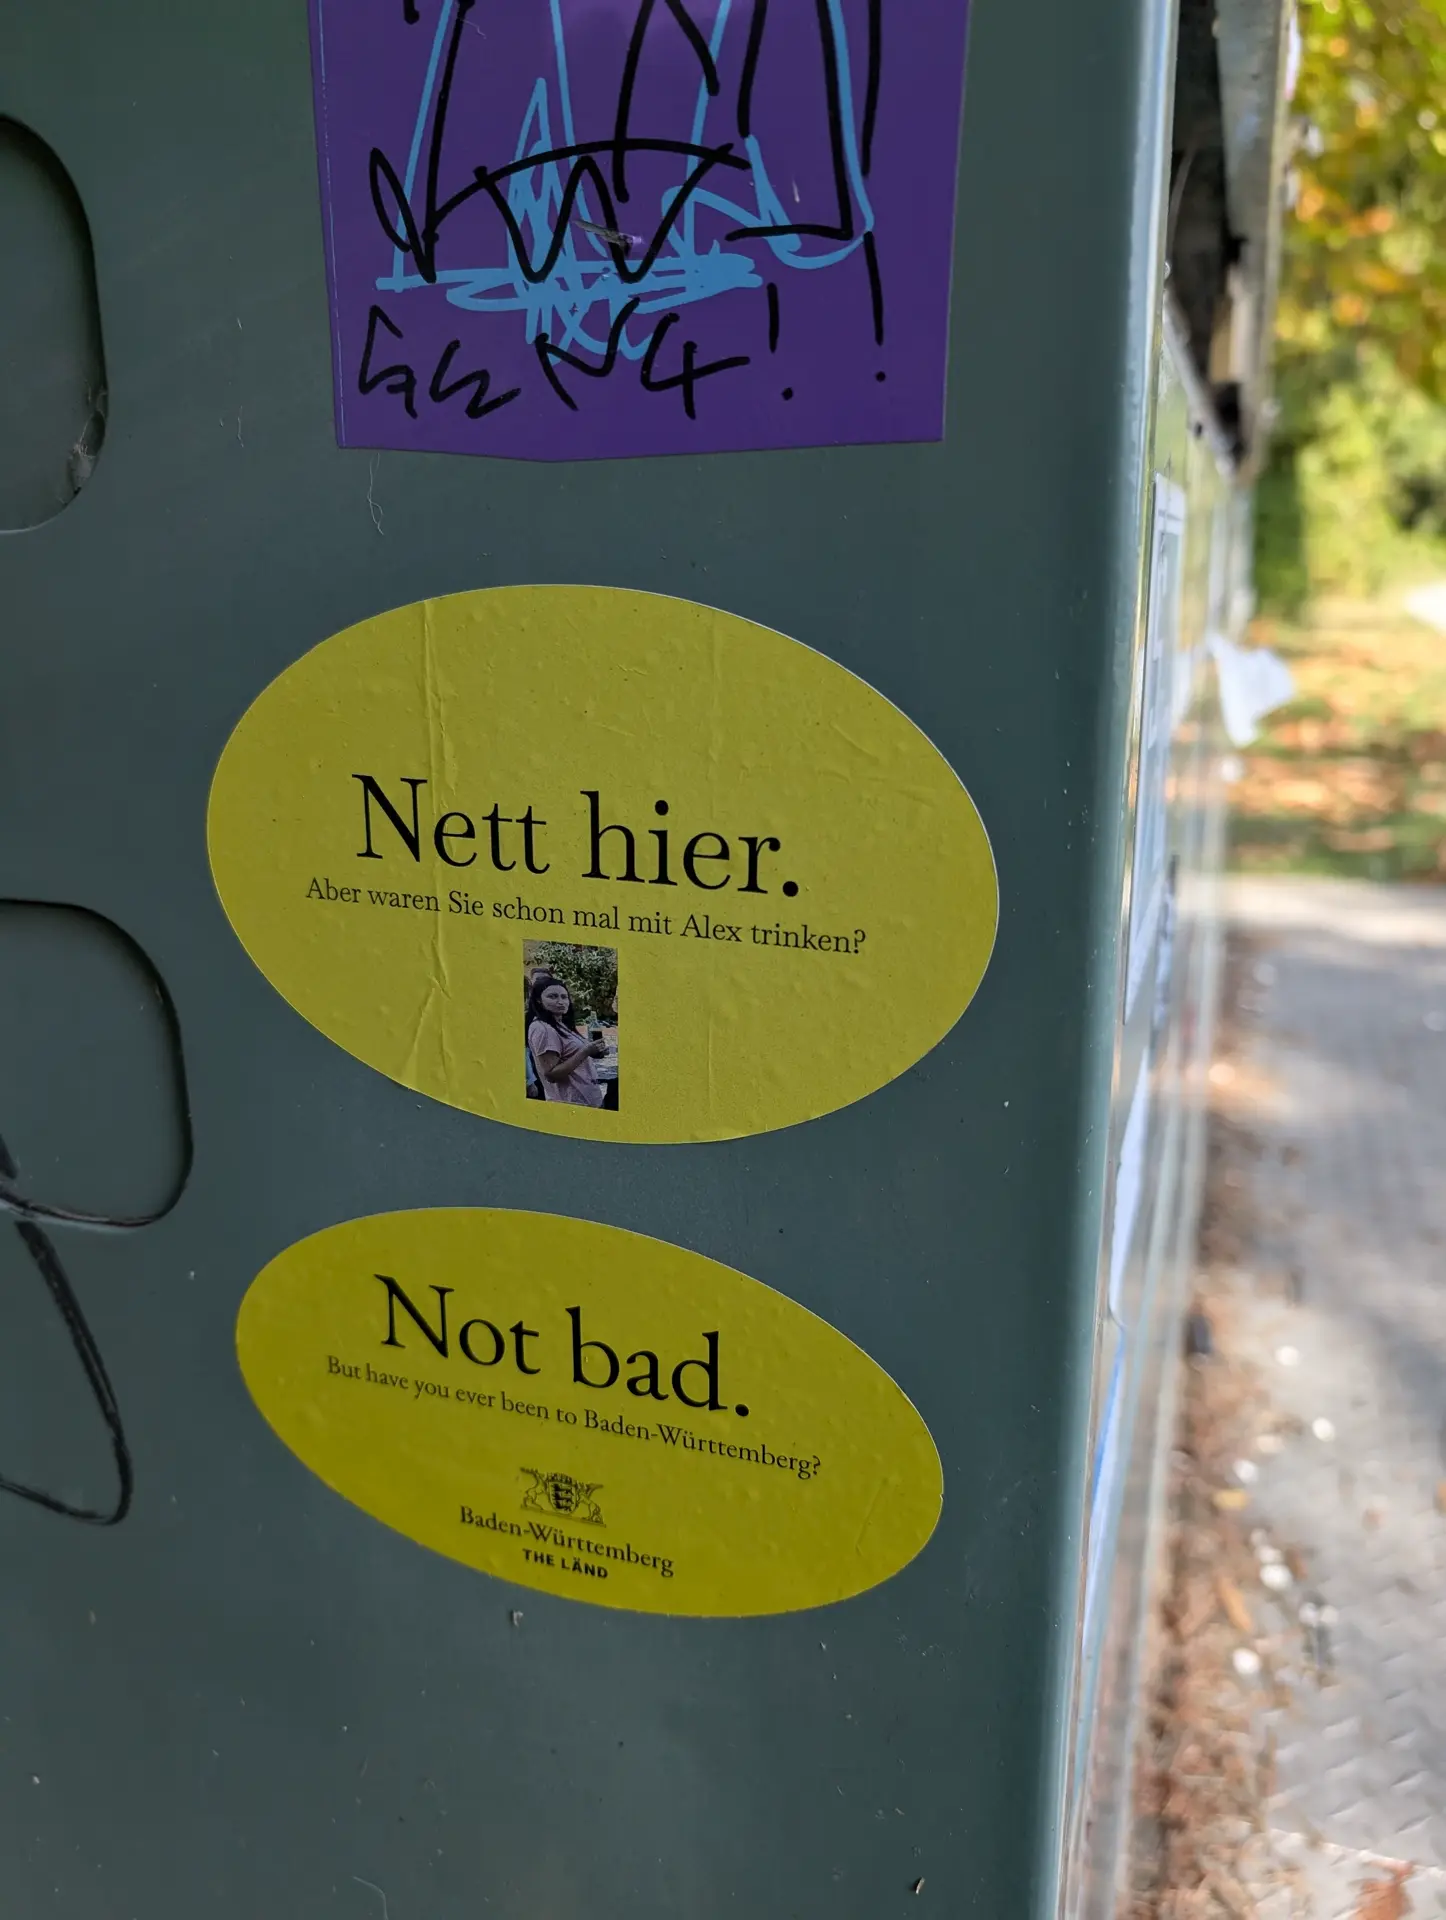 Nett hier.
Aber waren Sie schon mal mit Alex trinken?
Not bad.
But have you ever been to Baden-Württemberg?
Baden-Württemberg
THE LÄND